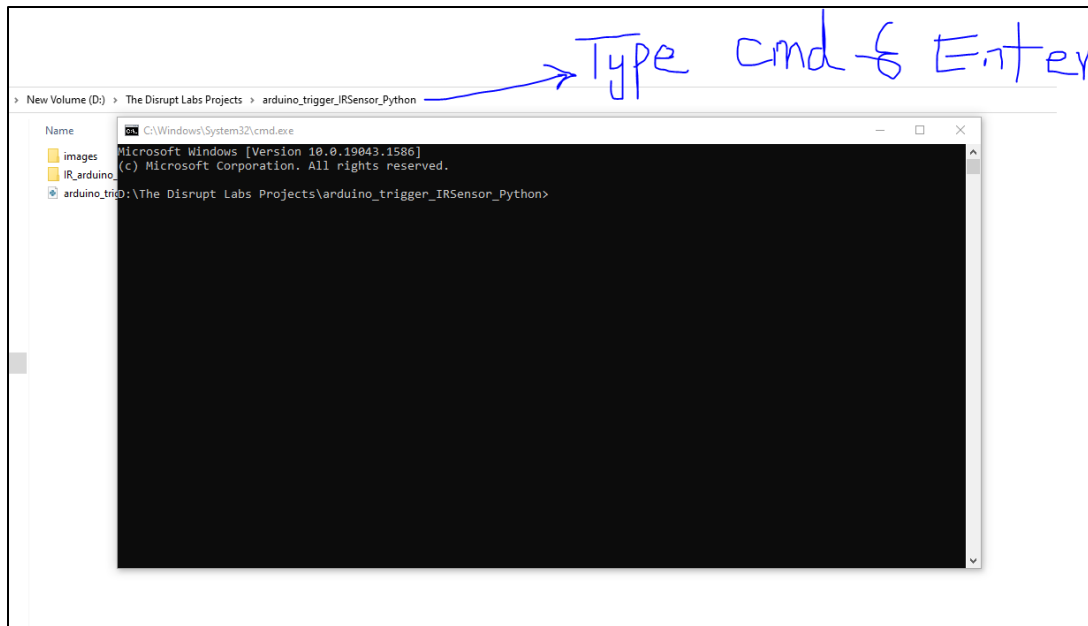 Type Cmd & Enter
› New Volume (D:) › The Disrupt Labs Projects › arduino_trigger_IRSensor_Python
Name
C:\Windows\System32\cmd.exe
images
Microsoft Windows [Version 10.0.19043.1586]
IR_arduino_
(c) Microsoft Corporation. All rights reserved.
arduino_trig
D:\The Disrupt Labs Projects\arduino_trigger_IRSensor_Python>